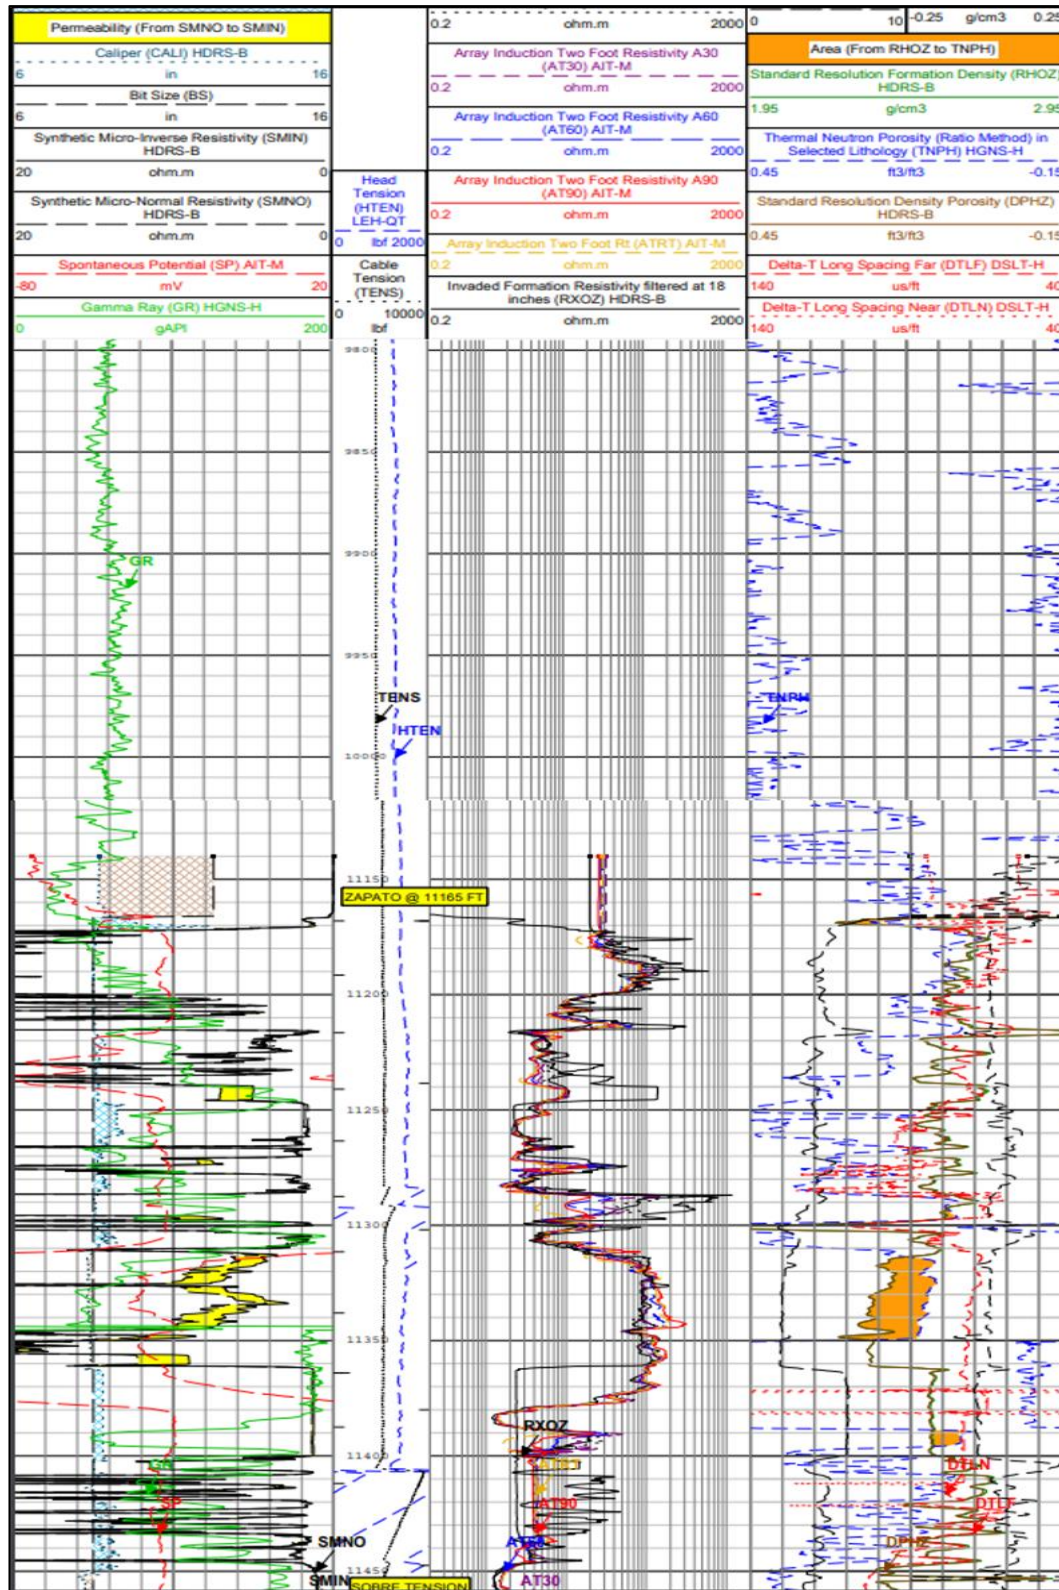 Permeability (From SMNO to SMIN)
Caliper (CALI) HDRS-B
6 in 16
Bit Size (BS)
6 in 16
Synthetic Micro-Inverse Resistivity (SMIN)
HDRS-B
20 ohm.m 0
Synthetic Micro-Normal Resistivity (SMNO)
HDRS-B
20 ohm.m 0
Spontaneous Potential (SP) AIT-M
-80 mV 20
Gamma Ray (GR) HGNS-H
0 gAPI 200
Head
Tension
(HTEN)
LEH-QT
0 lbf 2000
Cable
Tension
(TENS)
0 10000
lbf
0.2 ohm.m 2000
Array Induction Two Foot Resistivity A30
(AT30) AIT-M
0.2 ohm.m 2000
Array Induction Two Foot Resistivity A60
(AT60) AIT-M
0.2 ohm.m 2000
Array Induction Two Foot Resistivity A90
(AT90) AIT-M
0.2 ohm.m 2000
Array Induction Two Foot Rt (ATRT) AIT-M
0.2 ohm.m 2000
Invaded Formation Resistivity filtered at 18
inches (RXOZ) HDRS-B
0.2 ohm.m 2000
0 10 -0.25 g/cm3 0.25
Area (From RHOZ to TNPH)
Standard Resolution Formation Density (RHOZ)
HDRS-B
1.95 g/cm3 2.95
Thermal Neutron Porosity (Ratio Method) in
Selected Lithology (TNPH) HGNS-H
0.45 ft3/ft3 -0.15
Standard Resolution Density Porosity (DPHZ)
HDRS-B
0.45 ft3/ft3 -0.15
Delta-T Long Spacing Far (DTLF) DSLT-H
140 us/ft 40
Delta-T Long Spacing Near (DTLN) DSLT-H
140 us/ft 40
9800
9850
9900
GR
9950
TENS
TNPH
HTEN
10000
11150
ZAPATO @ 11165 FT
11200
11250
11300
11350
RXOZ
11400
DTLN
SP
AT90
DTLF
SMNO
DPHZ
11450
SMIN
SOBRE TENSION
AT30